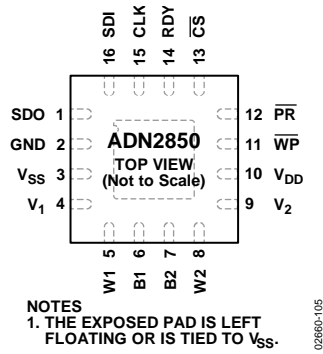 16 SDI
15 CLK
14 RDY
13 CS
SDO 1
GND 2
VSS 3
V1 4
ADN2850
TOP VIEW
(Not to Scale)
12 PR
11 WP
10 VDD
9 V2
W1 5
B1 6
B2 7
W2 8
NOTES
1. THE EXPOSED PAD IS LEFT
FLOATING OR IS TIED TO VSS.
02660-105